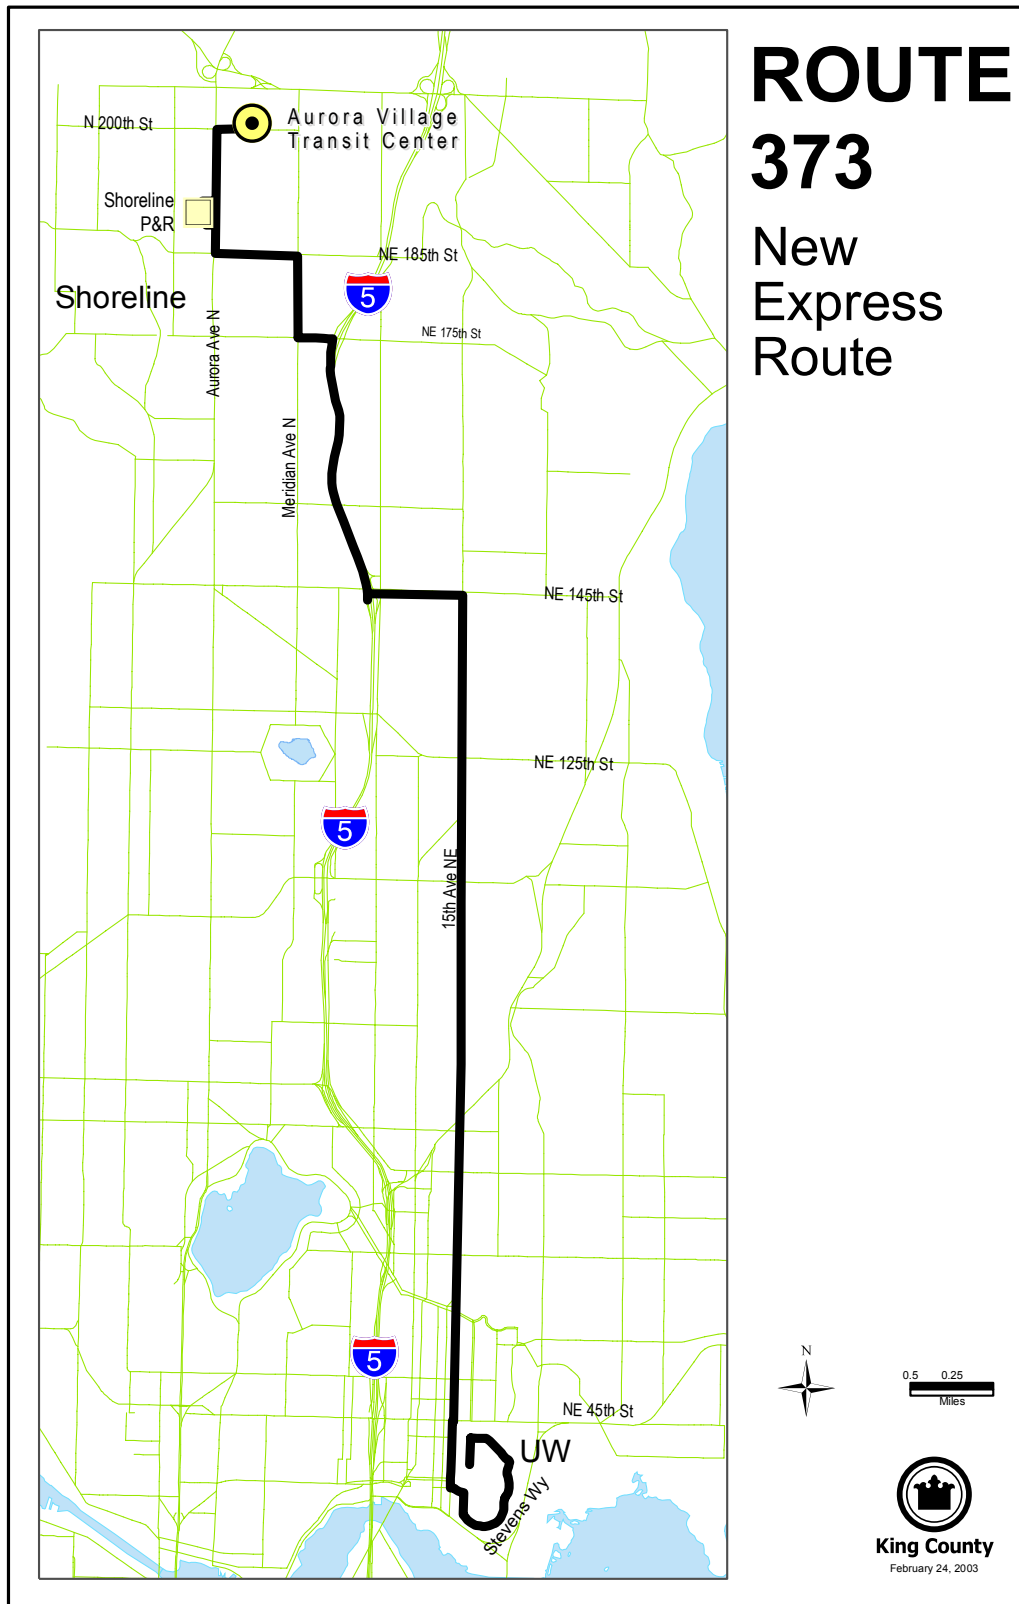 ROUTE
373
New
Express
Route
N 200th St
Aurora Village
Transit Center
Shoreline
P&R
NE 185th St
5
Shoreline
Aurora Ave N
NE 175th St
Meridian Ave N
NE 145th St
NE 125th St
5
15th Ave NE
5
NE 45th St
UW
Stevens Wy
N
0.5 0.25
Miles
King County
February 24, 2003